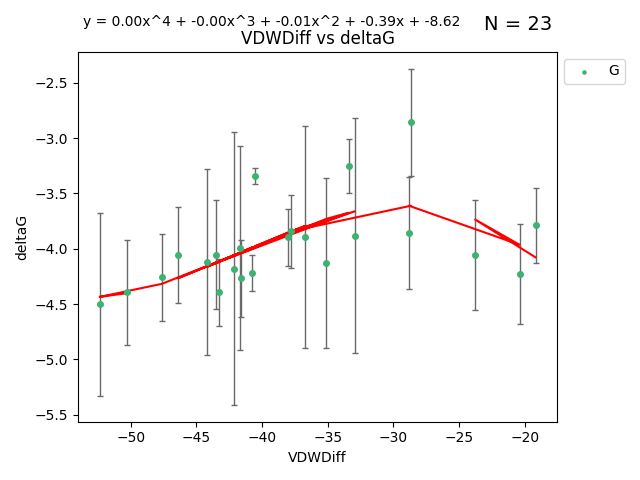 y = 0.00x^4 + -0.00x^3 + -0.01x^2 + -0.39x + -8.62
N = 23
VDWDiff vs deltaG
G
−2.5
−3.0
−3.5
−4.0
−4.5
−5.0
−5.5
deltaG
−50 −45 −40 −35 −30 −25 −20
VDWDiff